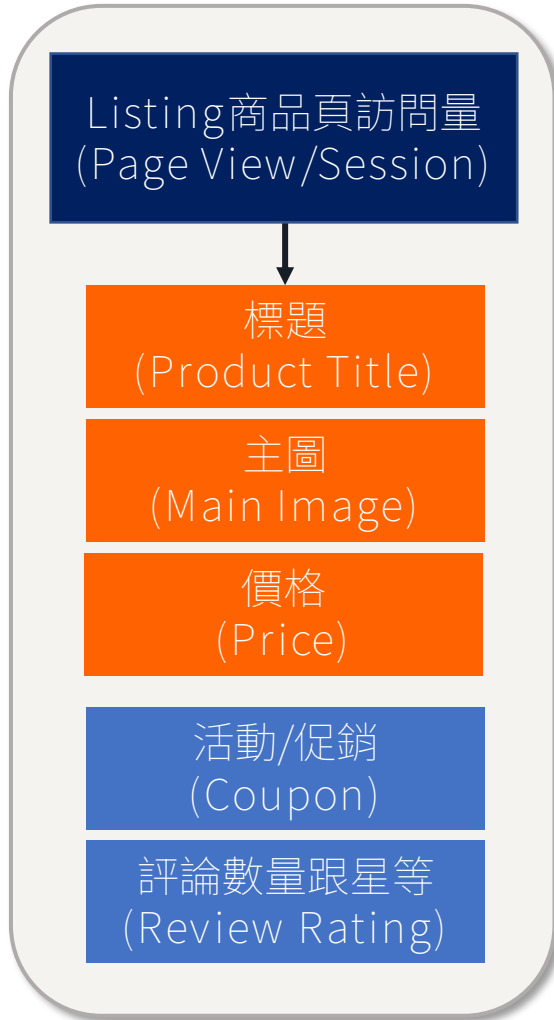 Listing商品頁訪問量
(Page View/Session)
標題
(Product Title)
主圖
(Main Image)
價格
(Price)
活動/促銷
(Coupon)
評論數量跟星等
(Review Rating)